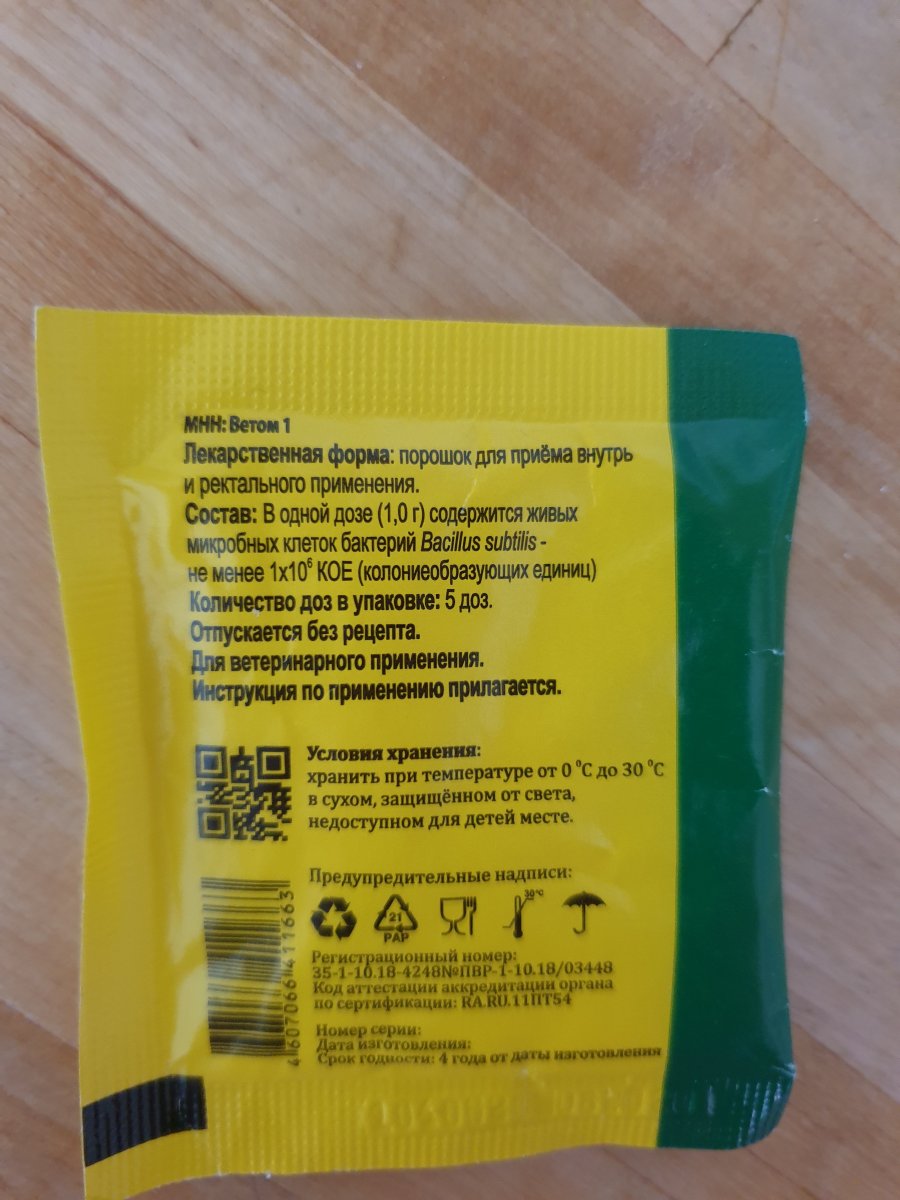 МНН: Ветом 1
Лекарственная форма: порошок для приёма внутрь
и ректального применения.
Состав: В одной дозе (1,0 г) содержится живых
микробных клеток бактерий Bacillus subtilis -
не менее 1х10⁶ КОЕ (колониеобразующих единиц)
Количество доз в упаковке: 5 доз.
Отпускается без рецепта.
Для ветеринарного применения.
Инструкция по применению прилагается.
Условия хранения:
хранить при температуре от 0 °С до 30 °С
в сухом, защищённом от света,
недоступном для детей месте.
Предупредительные надписи:
21
PAP
30 °С
Регистрационный номер:
35-1-10.18-4248№ПВР-1-10.18/03448
Код аттестации аккредитации органа
по сертификации: RA.RU.11ПТ54
Номер серии:
Дата изготовления:
Срок годности: 4 года от даты изготовления
4607066411663